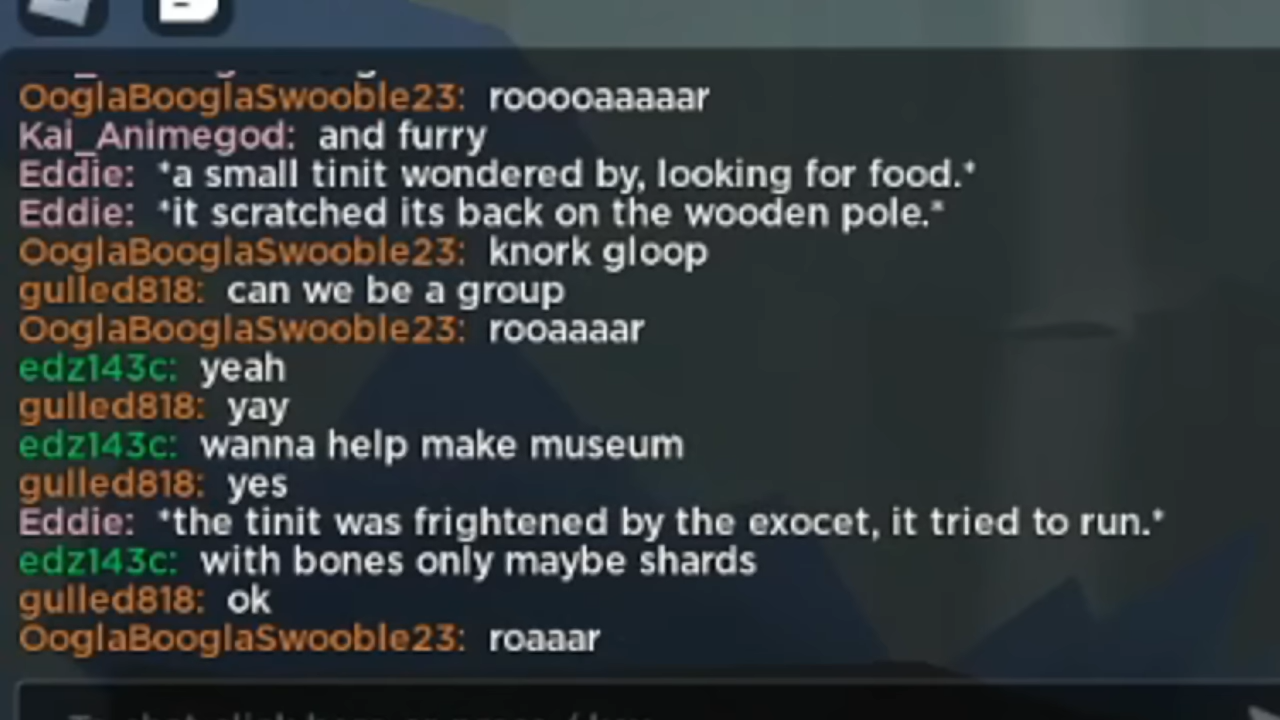 OoglaBooglaSwooble23: rooooaaaaar
Kai_Animegod: and furry
Eddie: *a small tinit wondered by, looking for food.*
Eddie: *it scratched its back on the wooden pole.*
OoglaBooglaSwooble23: knork gloop
gulled818: can we be a group
OoglaBooglaSwooble23: rooaaaar
edz143c: yeah
gulled818: yay
edz143c: wanna help make museum
gulled818: yes
Eddie: *the tinit was frightened by the exocet, it tried to run.*
edz143c: with bones only maybe shards
gulled818: ok
OoglaBooglaSwooble23: roaaar